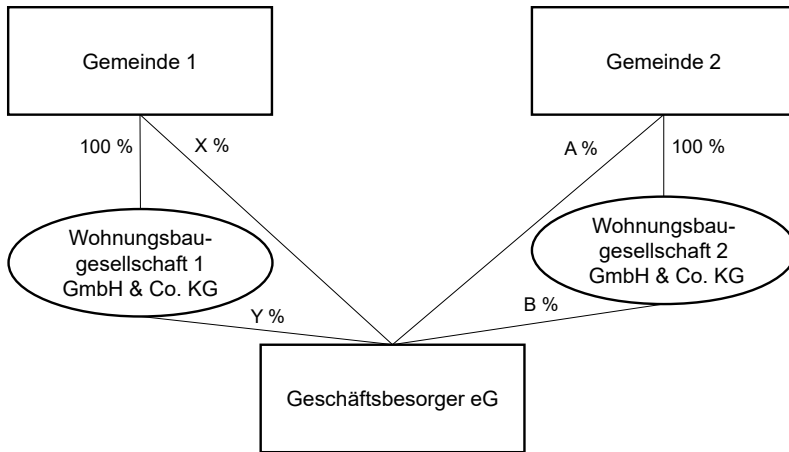 Gemeinde 1
Gemeinde 2
100 %
X %
A %
100 %
Wohnungsbau-
gesellschaft 1
GmbH & Co. KG
Wohnungsbau-
gesellschaft 2
GmbH & Co. KG
Y %
B %
Geschäftsbesorger eG